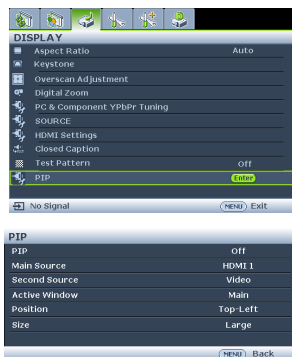 DISPLAY
Aspect Ratio Auto
Keystone
Overscan Adjustment
Digital Zoom
PC & Component YPbPr Tuning
SOURCE
HDMI Settings
Closed Caption
Test Pattern Off
PIP Enter
No Signal MENU Exit
PIP
PIP Off
Main Source HDMI 1
Second Source Video
Active Window Main
Position Top-Left
Size Large
MENU Back